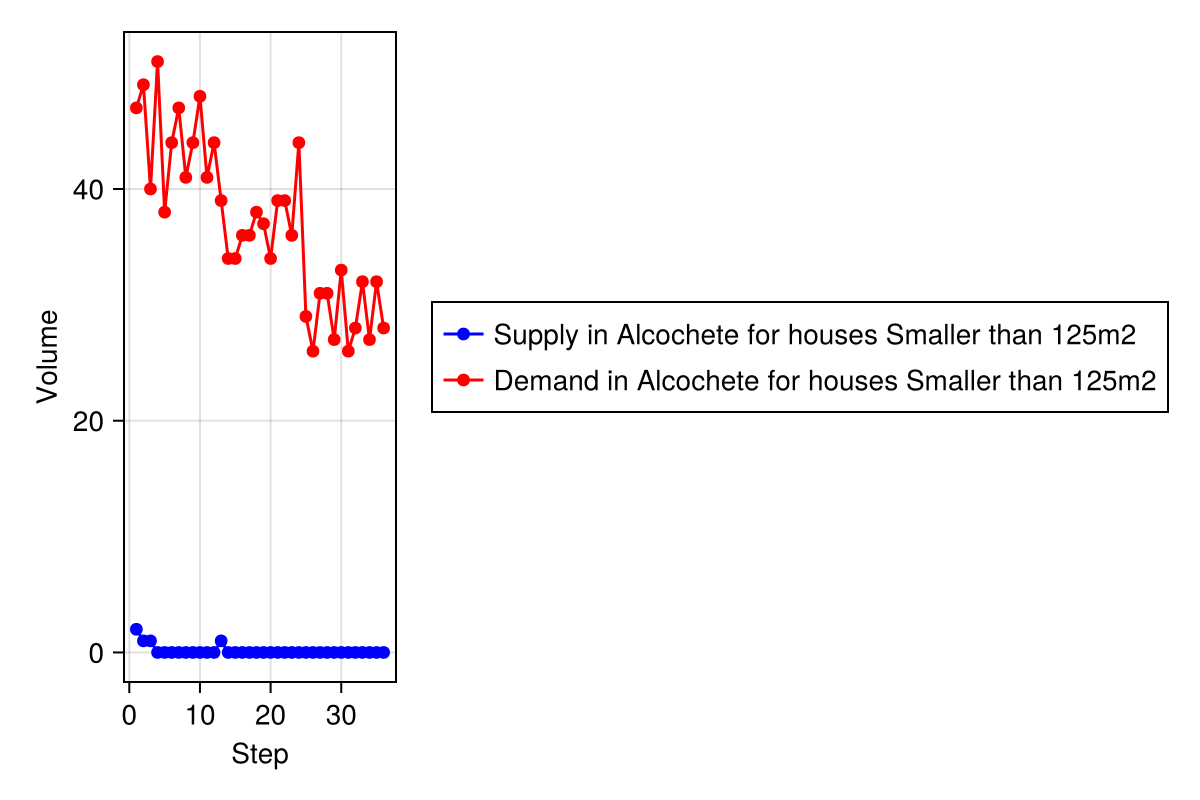 Volume
40
20
0
0 10 20 30
Step
Supply in Alcochete for houses Smaller than 125m2
Demand in Alcochete for houses Smaller than 125m2